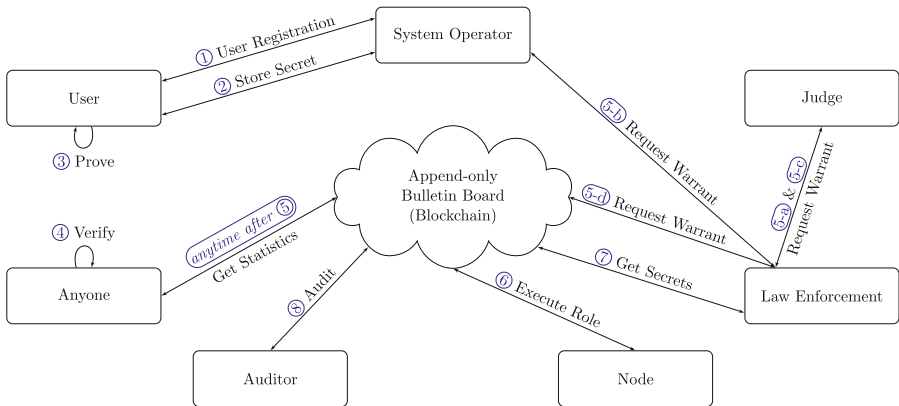 ① User Registration
② Store Secret
System Operator
User
③ Prove
Judge
5-b Request Warrant
5-a & 5-c
Request Warrant
Append-only
Bulletin Board
(Blockchain)
5-d Request Warrant
④ Verify
anytime after ⑤
Get Statistics
⑦ Get Secrets
Anyone
Law Enforcement
⑧ Audit
⑥ Execute Role
Auditor
Node